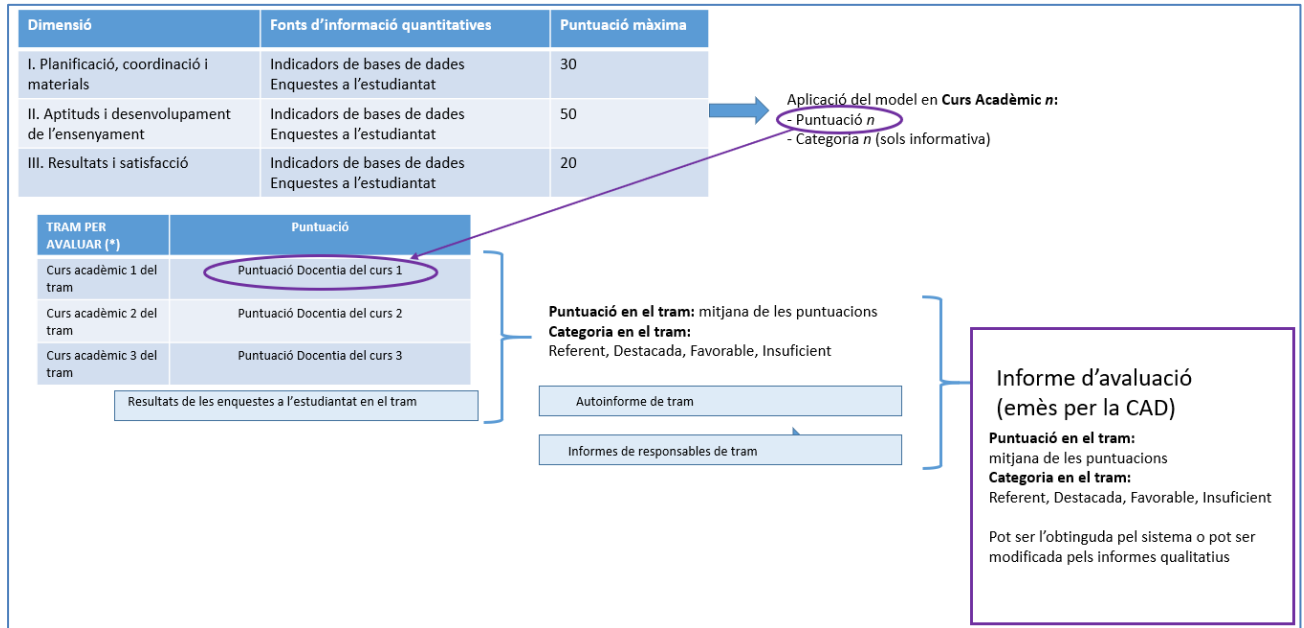 Dimensió Fonts d’informació quantitatives Puntuació màxima
I. Planificació, coordinació i
materials
Indicadors de bases de dades
Enquestes a l’estudiantat
30
II. Aptituds i desenvolupament
de l’ensenyament
Indicadors de bases de dades
Enquestes a l’estudiantat
50
III. Resultats i satisfacció
Indicadors de bases de dades
Enquestes a l’estudiantat
20
Aplicació del model en Curs Acadèmic n:
- Puntuació n
- Categoria n (sols informativa)
TRAM PER
AVALUAR (*)
Puntuació
Curs acadèmic 1 del
tram
Puntuació Docentia del curs 1
Curs acadèmic 2 del
tram
Puntuació Docentia del curs 2
Curs acadèmic 3 del
tram
Puntuació Docentia del curs 3
Resultats de les enquestes a l’estudiantat en el tram
Puntuació en el tram: mitjana de les puntuacions
Categoria en el tram:
Referent, Destacada, Favorable, Insuficient
Autoinforme de tram
Informes de responsables de tram
Informe d’avaluació
(emès per la CAD)
Puntuació en el tram:
mitjana de les puntuacions
Categoria en el tram:
Referent, Destacada, Favorable, Insuficient
Pot ser l’obtinguda pel sistema o pot ser
modificada pels informes qualitatius